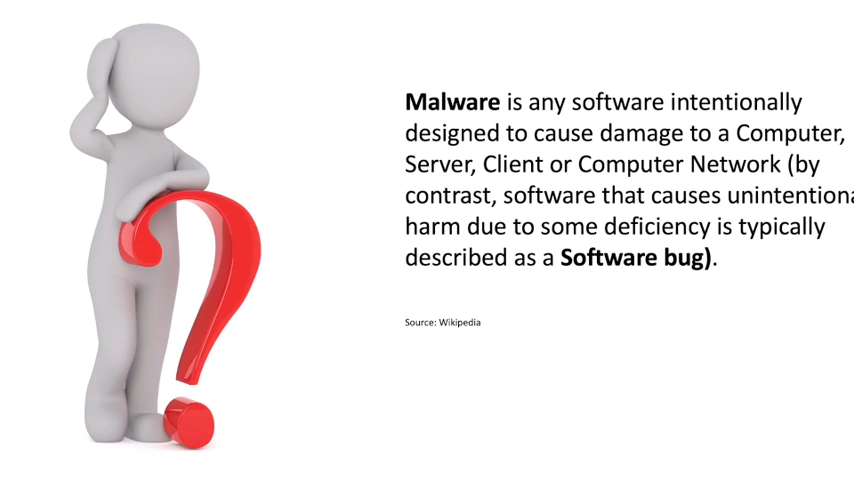 Malware is any software intentionally
designed to cause damage to a Computer,
Server, Client or Computer Network (by
contrast, software that causes unintentiona
harm due to some deficiency is typically
described as a Software bug).
Source: Wikipedia